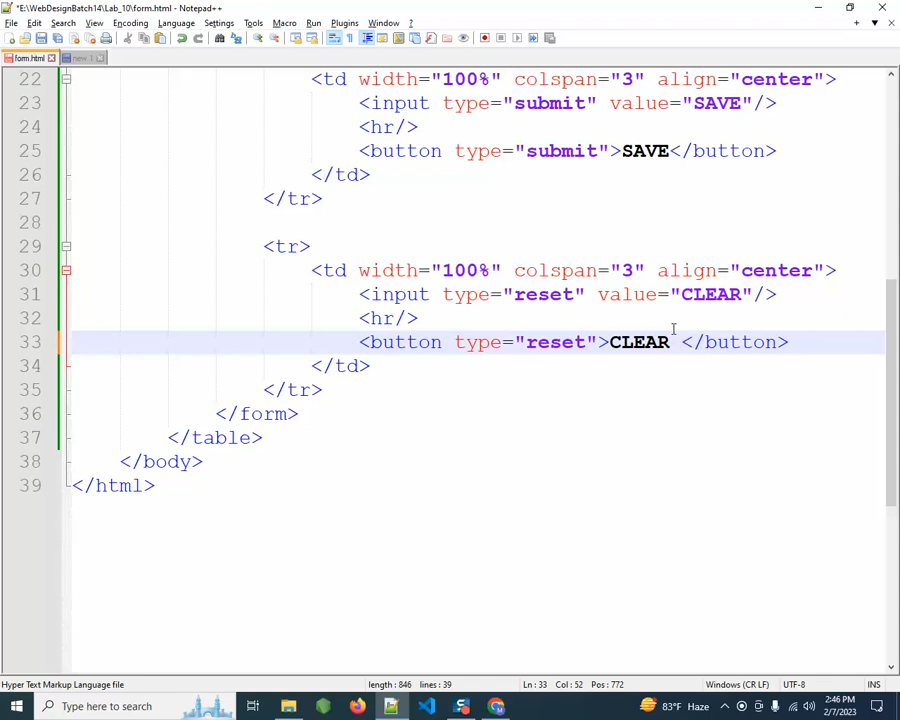 *E:\WebDesignBatch14\Lab_10\form.html - Notepad++
File Edit Search View Encoding Language Settings Tools Macro Run Plugins Window ?
form.html new 1
22 <td width="100%" colspan="3" align="center">
23 <input type="submit" value="SAVE"/>
24 <hr/>
25 <button type="submit">SAVE</button>
26 </td>
27 </tr>
28
29 <tr>
30 <td width="100%" colspan="3" align="center">
31 <input type="reset" value="CLEAR"/>
32 <hr/>
33 <button type="reset">CLEAR </button>
34 </td>
35 </tr>
36 </form>
37 </table>
38 </body>
39 </html>
Hyper Text Markup Language file length : 846 lines : 39 Ln : 33 Col : 52 Pos : 772 Windows (CR LF) UTF-8 INS
Type here to search 83°F Haze 2:46 PM
2/7/2023